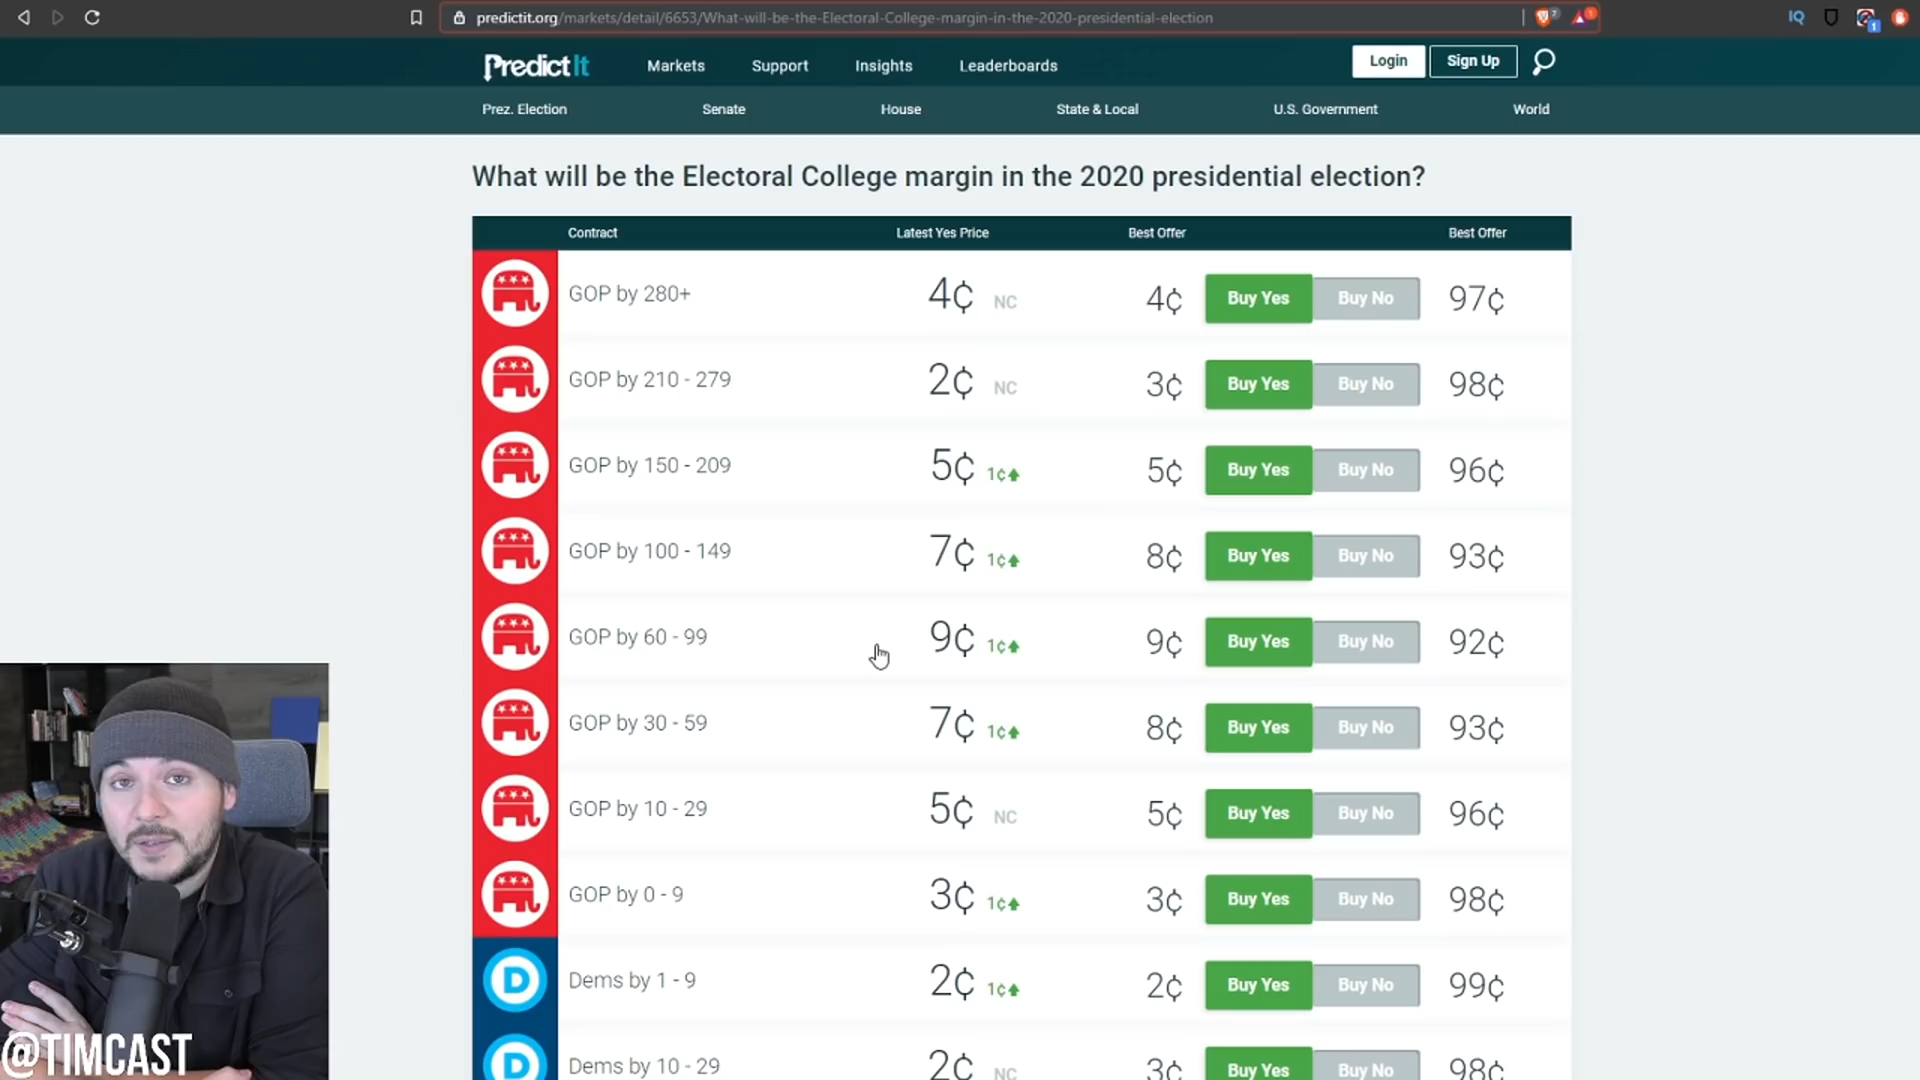 predictit.org/markets/detail/6653/What-will-be-the-Electoral-College-margin-in-the-2020-presidential-election
7
1
IQ
1
PredictIt
Markets
Support
Insights
Leaderboards
Login
Sign Up
Prez. Election
Senate
House
State & Local
U.S. Government
World
What will be the Electoral College margin in the 2020 presidential election?
Contract Latest Yes Price Best Offer Best Offer
GOP by 280+ 4¢ NC 4¢ Buy Yes Buy No 97¢
GOP by 210 - 279 2¢ NC 3¢ Buy Yes Buy No 98¢
GOP by 150 - 209 5¢ 1¢ 5¢ Buy Yes Buy No 96¢
GOP by 100 - 149 7¢ 1¢ 8¢ Buy Yes Buy No 93¢
GOP by 60 - 99 9¢ 1¢ 9¢ Buy Yes Buy No 92¢
GOP by 30 - 59 7¢ 1¢ 8¢ Buy Yes Buy No 93¢
GOP by 10 - 29 5¢ NC 5¢ Buy Yes Buy No 96¢
GOP by 0 - 9 3¢ 1¢ 3¢ Buy Yes Buy No 98¢
D Dems by 1 - 9 2¢ 1¢ 2¢ Buy Yes Buy No 99¢
D Dems by 10 - 29 2¢ NC 3¢ Buy Yes Buy No 98¢
@TIMCAST